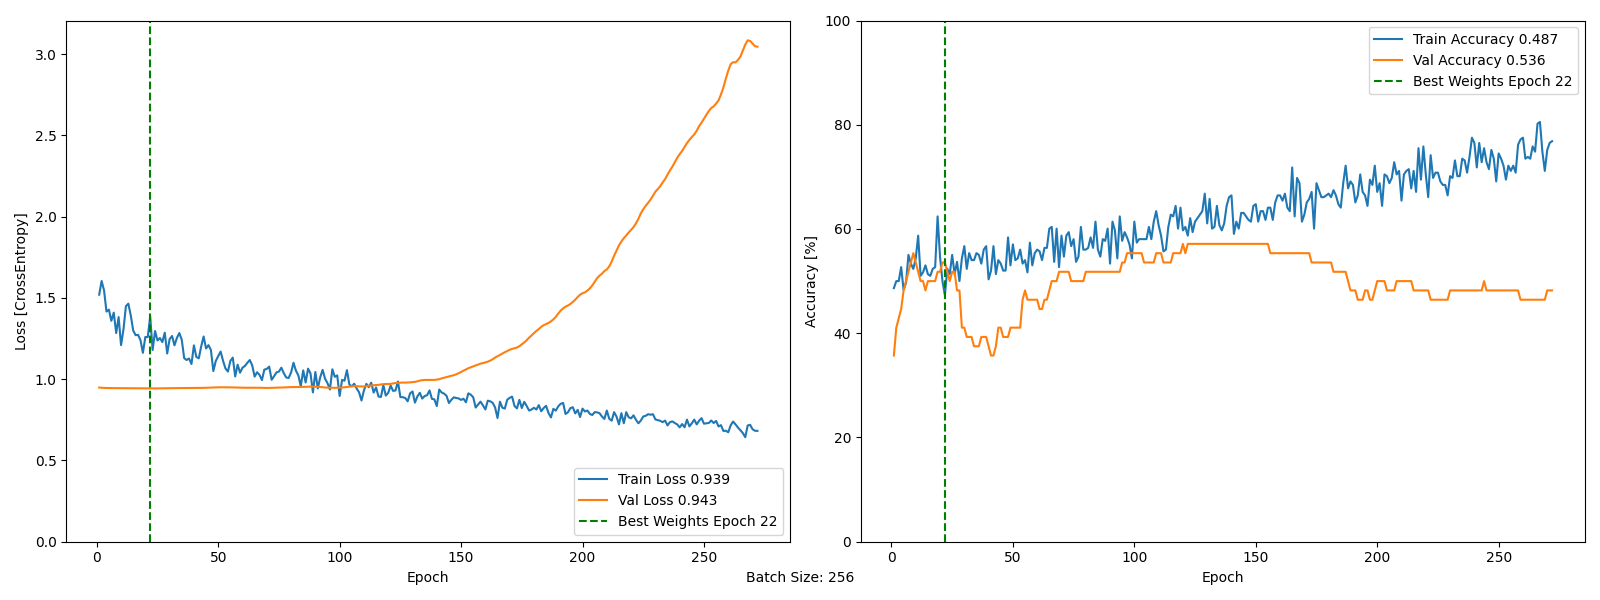 Loss [CrossEntropy]
3.0
2.5
2.0
1.5
1.0
0.5
0.0
0 50 100 150 200 250
Epoch
Train Loss 0.939
Val Loss 0.943
Best Weights Epoch 22
Accuracy [%]
100
80
60
40
20
0
0 50 100 150 200 250
Epoch
Train Accuracy 0.487
Val Accuracy 0.536
Best Weights Epoch 22
Batch Size: 256